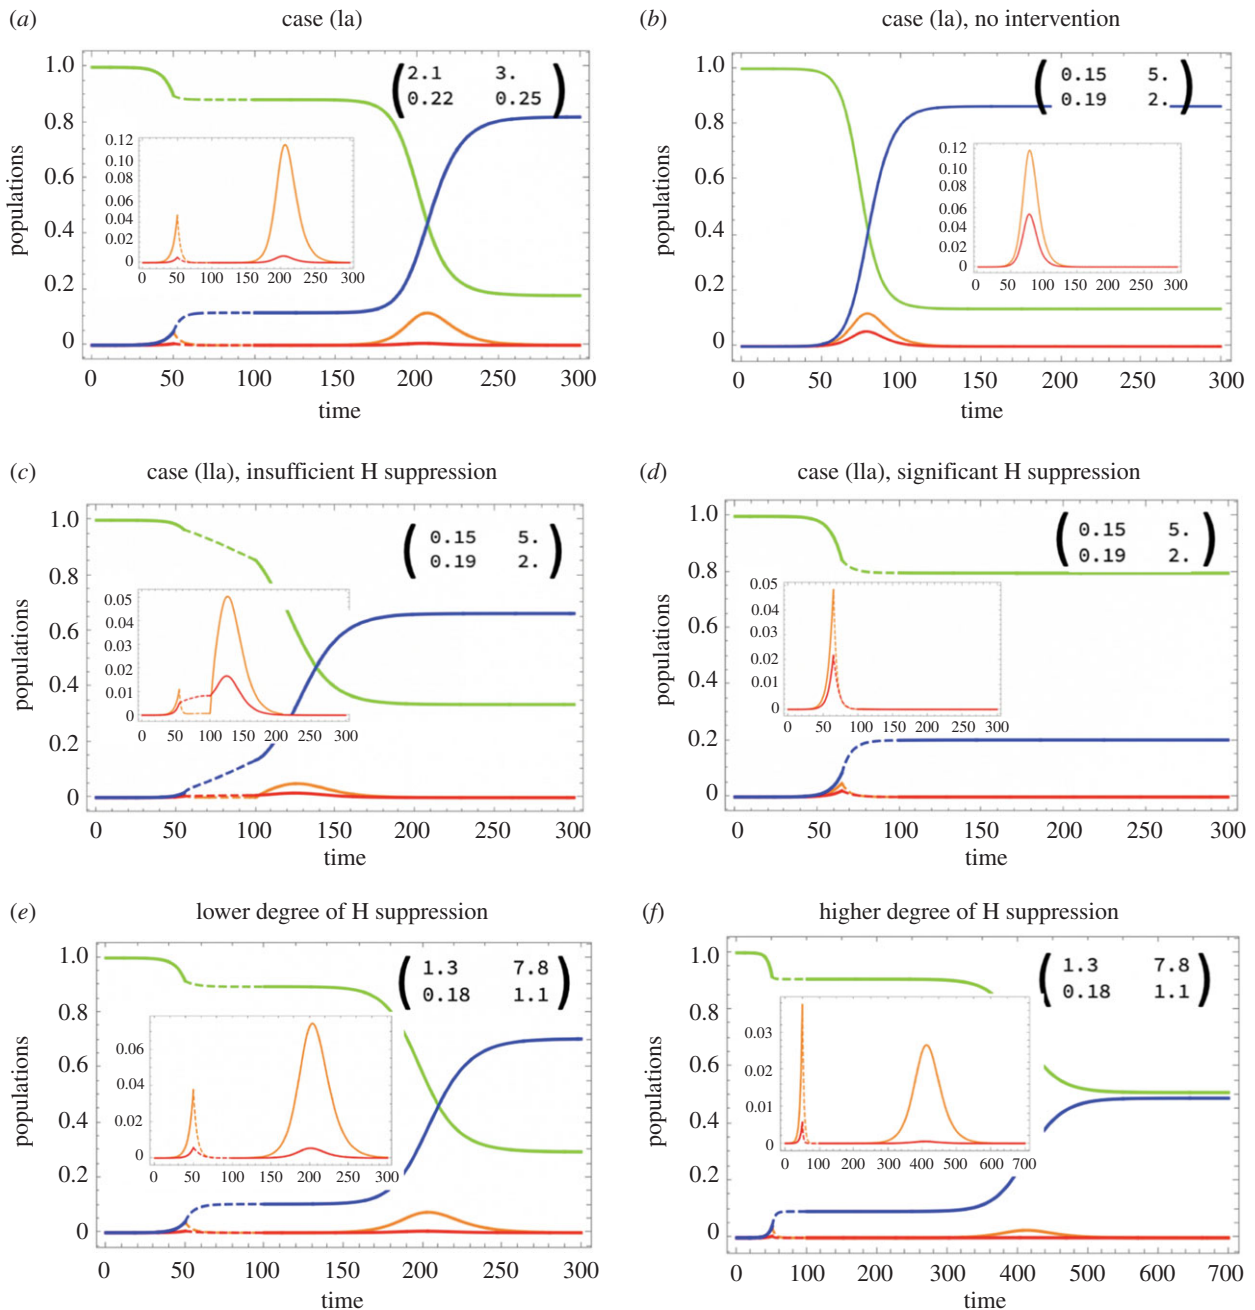 (a) case (la)
1.0
0.8
0.6
0.4
0.2
0
populations
2.1 3.
0.22 0.25
0.12
0.10
0.08
0.06
0.04
0.02
0
0 50 100 150 200 250 300
0 50 100 150 200 250 300
time
(b) case (la), no intervention
1.0
0.8
0.6
0.4
0.2
0
populations
0.15 5.
0.19 2.
0.12
0.10
0.08
0.06
0.04
0.02
0
0 50 100 150 200 250 300
0 50 100 150 200 250 300
time
(c) case (lla), insufficient H suppression
1.0
0.8
0.6
0.4
0.2
0
populations
0.15 5.
0.19 2.
0.05
0.04
0.03
0.02
0.01
0
0 50 100 150 200 250 300
0 50 100 150 200 250 300
time
(d) case (lla), significant H suppression
1.0
0.8
0.6
0.4
0.2
0
populations
0.15 5.
0.19 2.
0.05
0.04
0.03
0.02
0.01
0
0 50 100 150 200 250 300
0 50 100 150 200 250 300
time
(e) lower degree of H suppression
1.0
0.8
0.6
0.4
0.2
0
populations
1.3 7.8
0.18 1.1
0.06
0.04
0.02
0
0 50 100 150 200 250 300
0 50 100 150 200 250 300
time
(f) higher degree of H suppression
1.0
0.8
0.6
0.4
0.2
0
populations
1.3 7.8
0.18 1.1
0.03
0.02
0.01
0
0 100 200 300 400 500 600 700
0 100 200 300 400 500 600 700
time